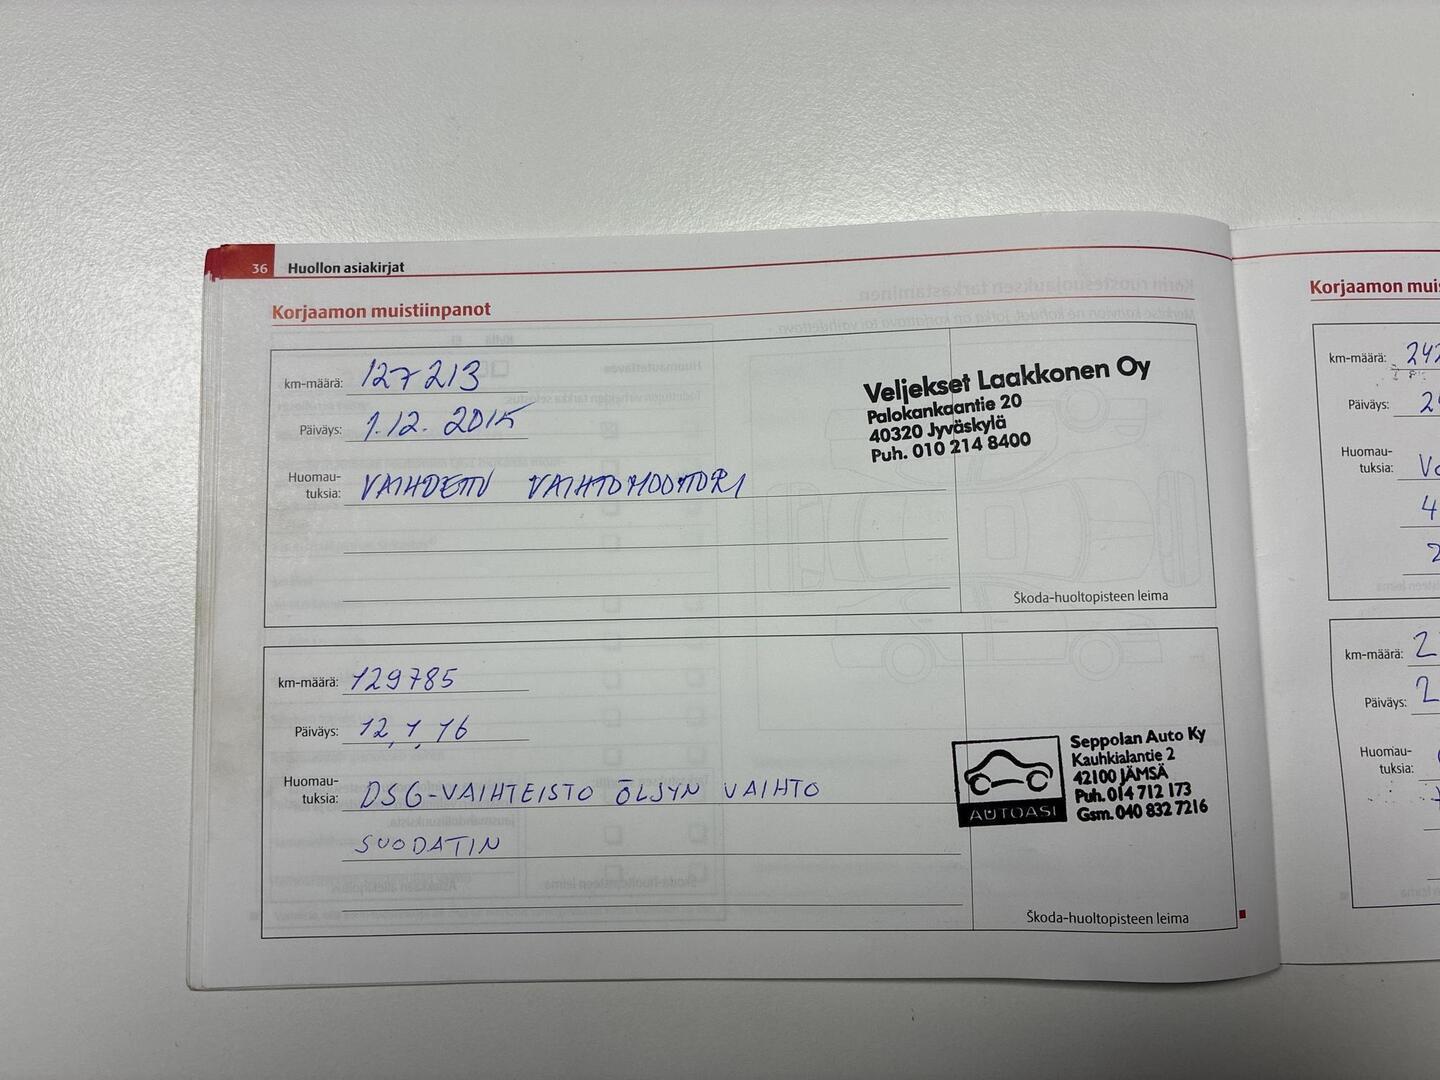 36 Huollon asiakirjat
Korjaamon muistiinpanot
km-määrä: 127213
Päiväys: 1.12.2015
Huomau-
tuksia: VAIHDETTU VAIHTOMOOTTORI
Veljekset Laakkonen Oy
Palokankaantie 20
40320 Jyväskylä
Puh. 010 214 8400
Škoda-huoltopisteen leima
km-määrä: 129785
Päiväys: 12,1,16
Huomau-
tuksia: DSG-VAIHTEISTO ÖLJYN VAIHTO
SUODATIN
AUTOASI
Seppolan Auto Ky
Kauhkialantie 2
42100 JÄMSÄ
Puh. 014 712 173
Gsm. 040 832 7216
Škoda-huoltopisteen leima
Korjaamon
km-määrä:
Päiväys:
Huomau-
tuksia:
km-määrä:
Päiväys:
Huomau-
tuksia: